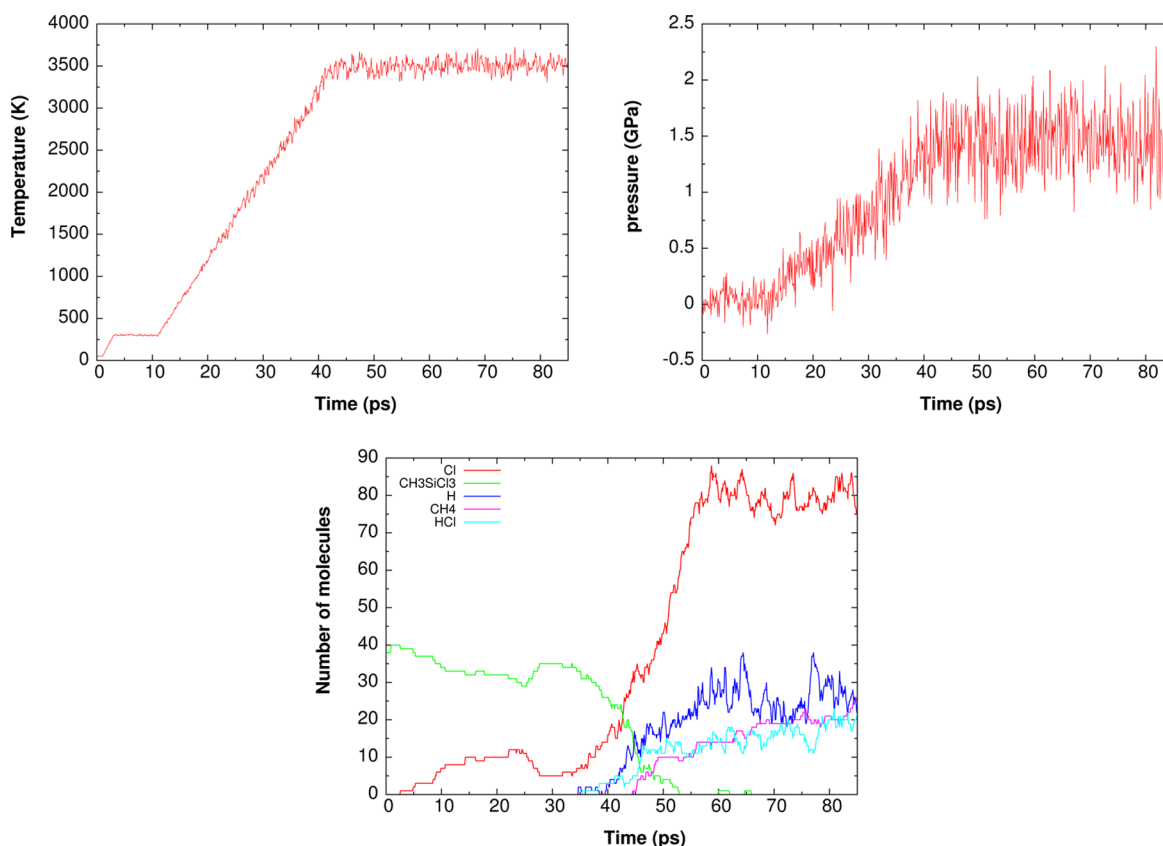 4000
3500
3000
2500
2000
1500
1000
500
0
Temperature (K)
0 10 20 30 40 50 60 70 80
Time (ps)
2.5
2
1.5
1
0.5
0
-0.5
pressure (GPa)
0 10 20 30 40 50 60 70 80
Time (ps)
90
80
70
60
50
40
30
20
10
0
Number of molecules
Cl
CH3SiCl3
H
CH4
HCl
0 10 20 30 40 50 60 70 80
Time (ps)